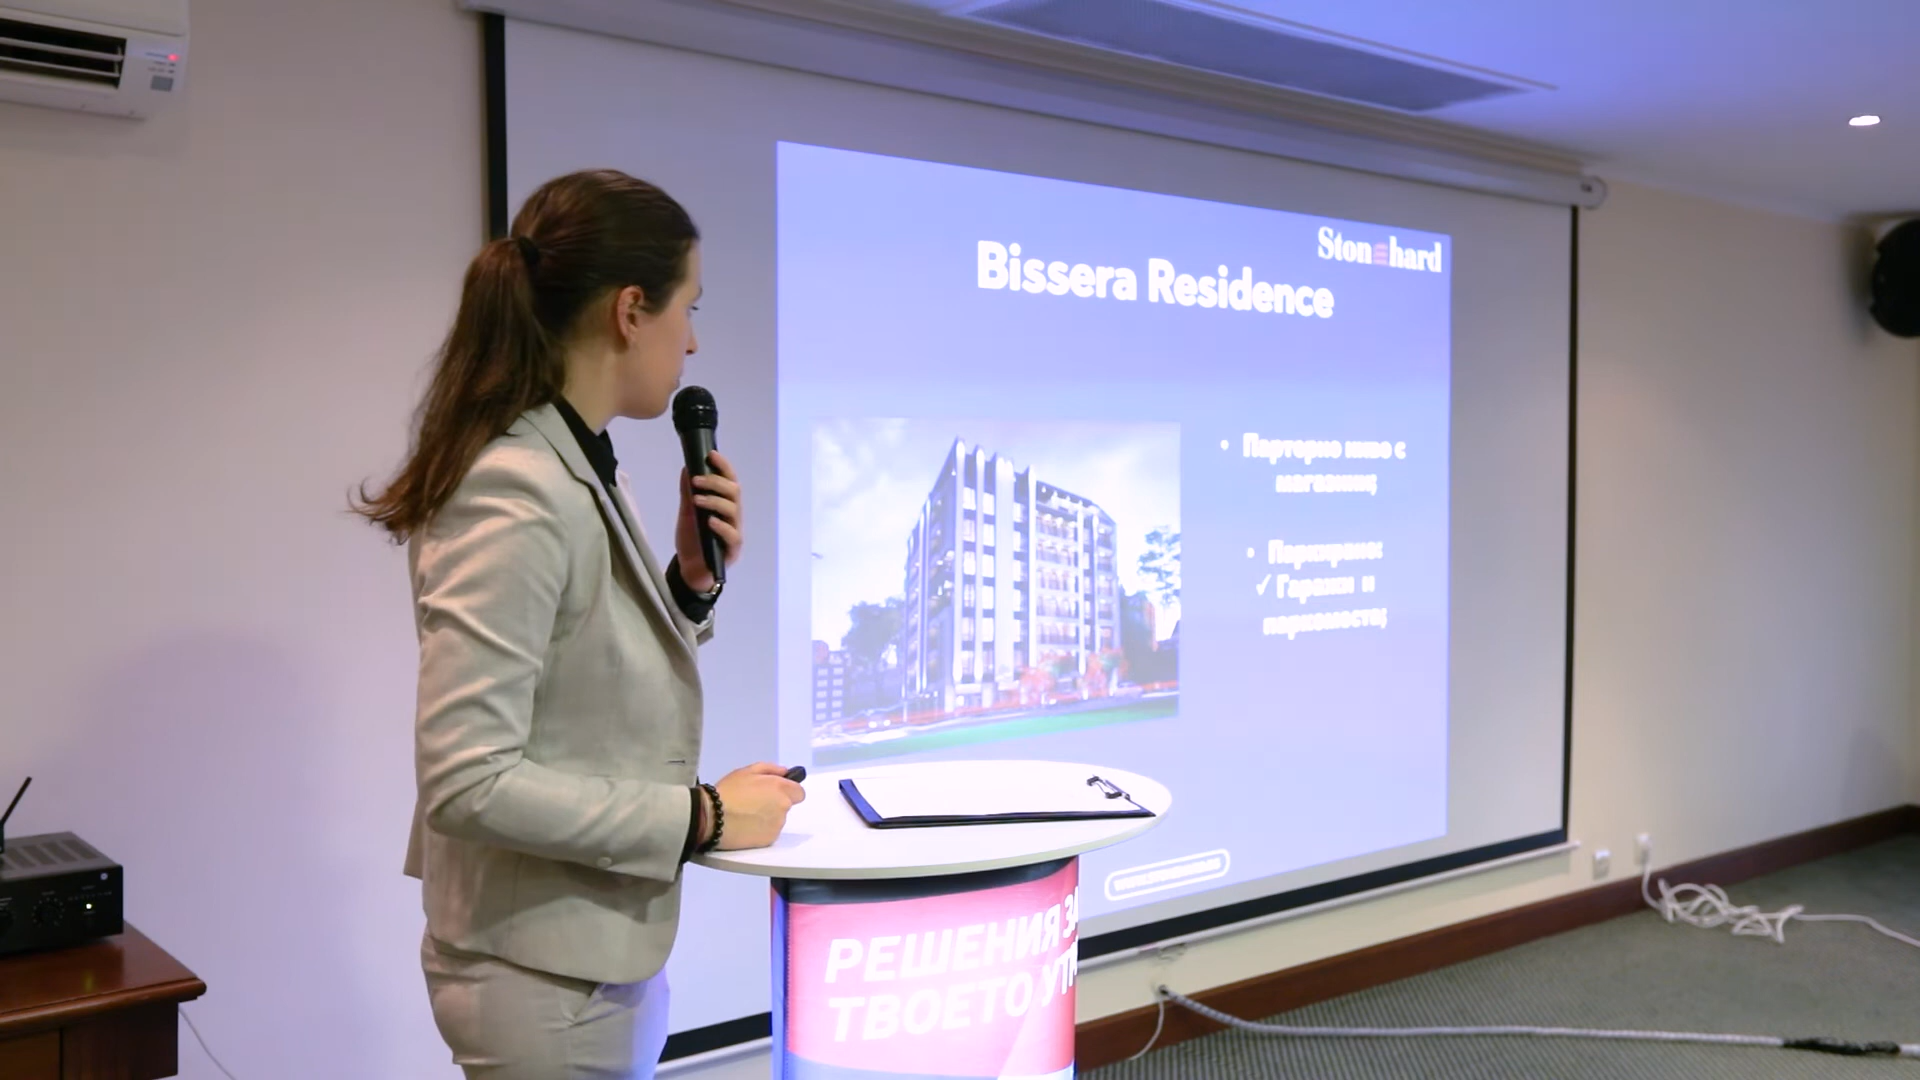 Stonehard
Bissera Residence
• Партерно ниво с
магазини;
• Паркиране:
✓ Гаражи и
паркоместа;
РЕШЕНИЯ ЗА
ТВОЕТО УТ